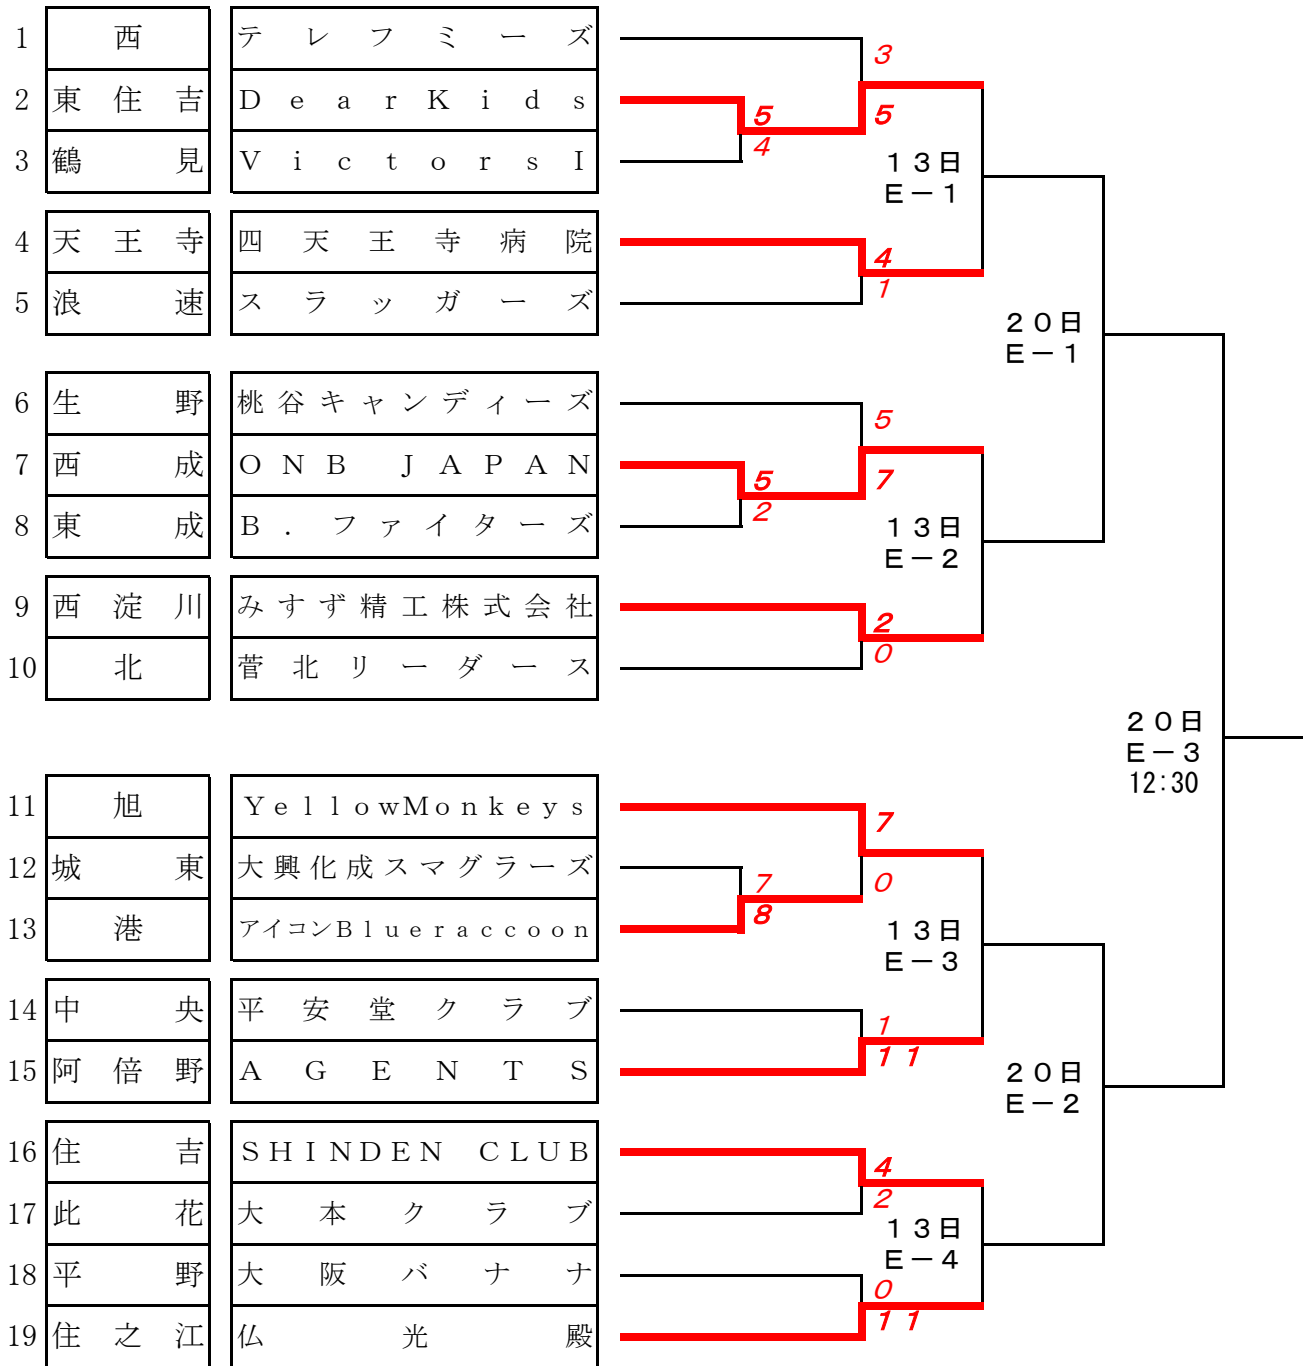 1 西 テレフミーズ
3
2 東住吉 DearKids
5
5
4
3 鶴見 VictorsI
13日
E-1
4 天王寺 四天王寺病院
4
1
5 浪速 スラッガーズ
20日
E-1
6 生野 桃谷キャンディーズ
5
7 西成 ONB JAPAN
5
7
2
8 東成 B.ファイターズ
13日
E-2
9 西淀川 みすず精工株式会社
2
0
10 北 菅北リーダース
20日
E-3
12:30
11 旭 YellowMonkeys
7
12 城東 大興化成スマグラーズ
7
0
8
13 港 アイコンBlueraccoon
13日
E-3
14 中央 平安堂クラブ
1
11
15 阿倍野 AGENTS
20日
E-2
16 住吉 SHINDEN CLUB
4
2
17 此花 大本クラブ
13日
E-4
18 平野 大阪バナナ
0
11
19 住之江 仏光殿